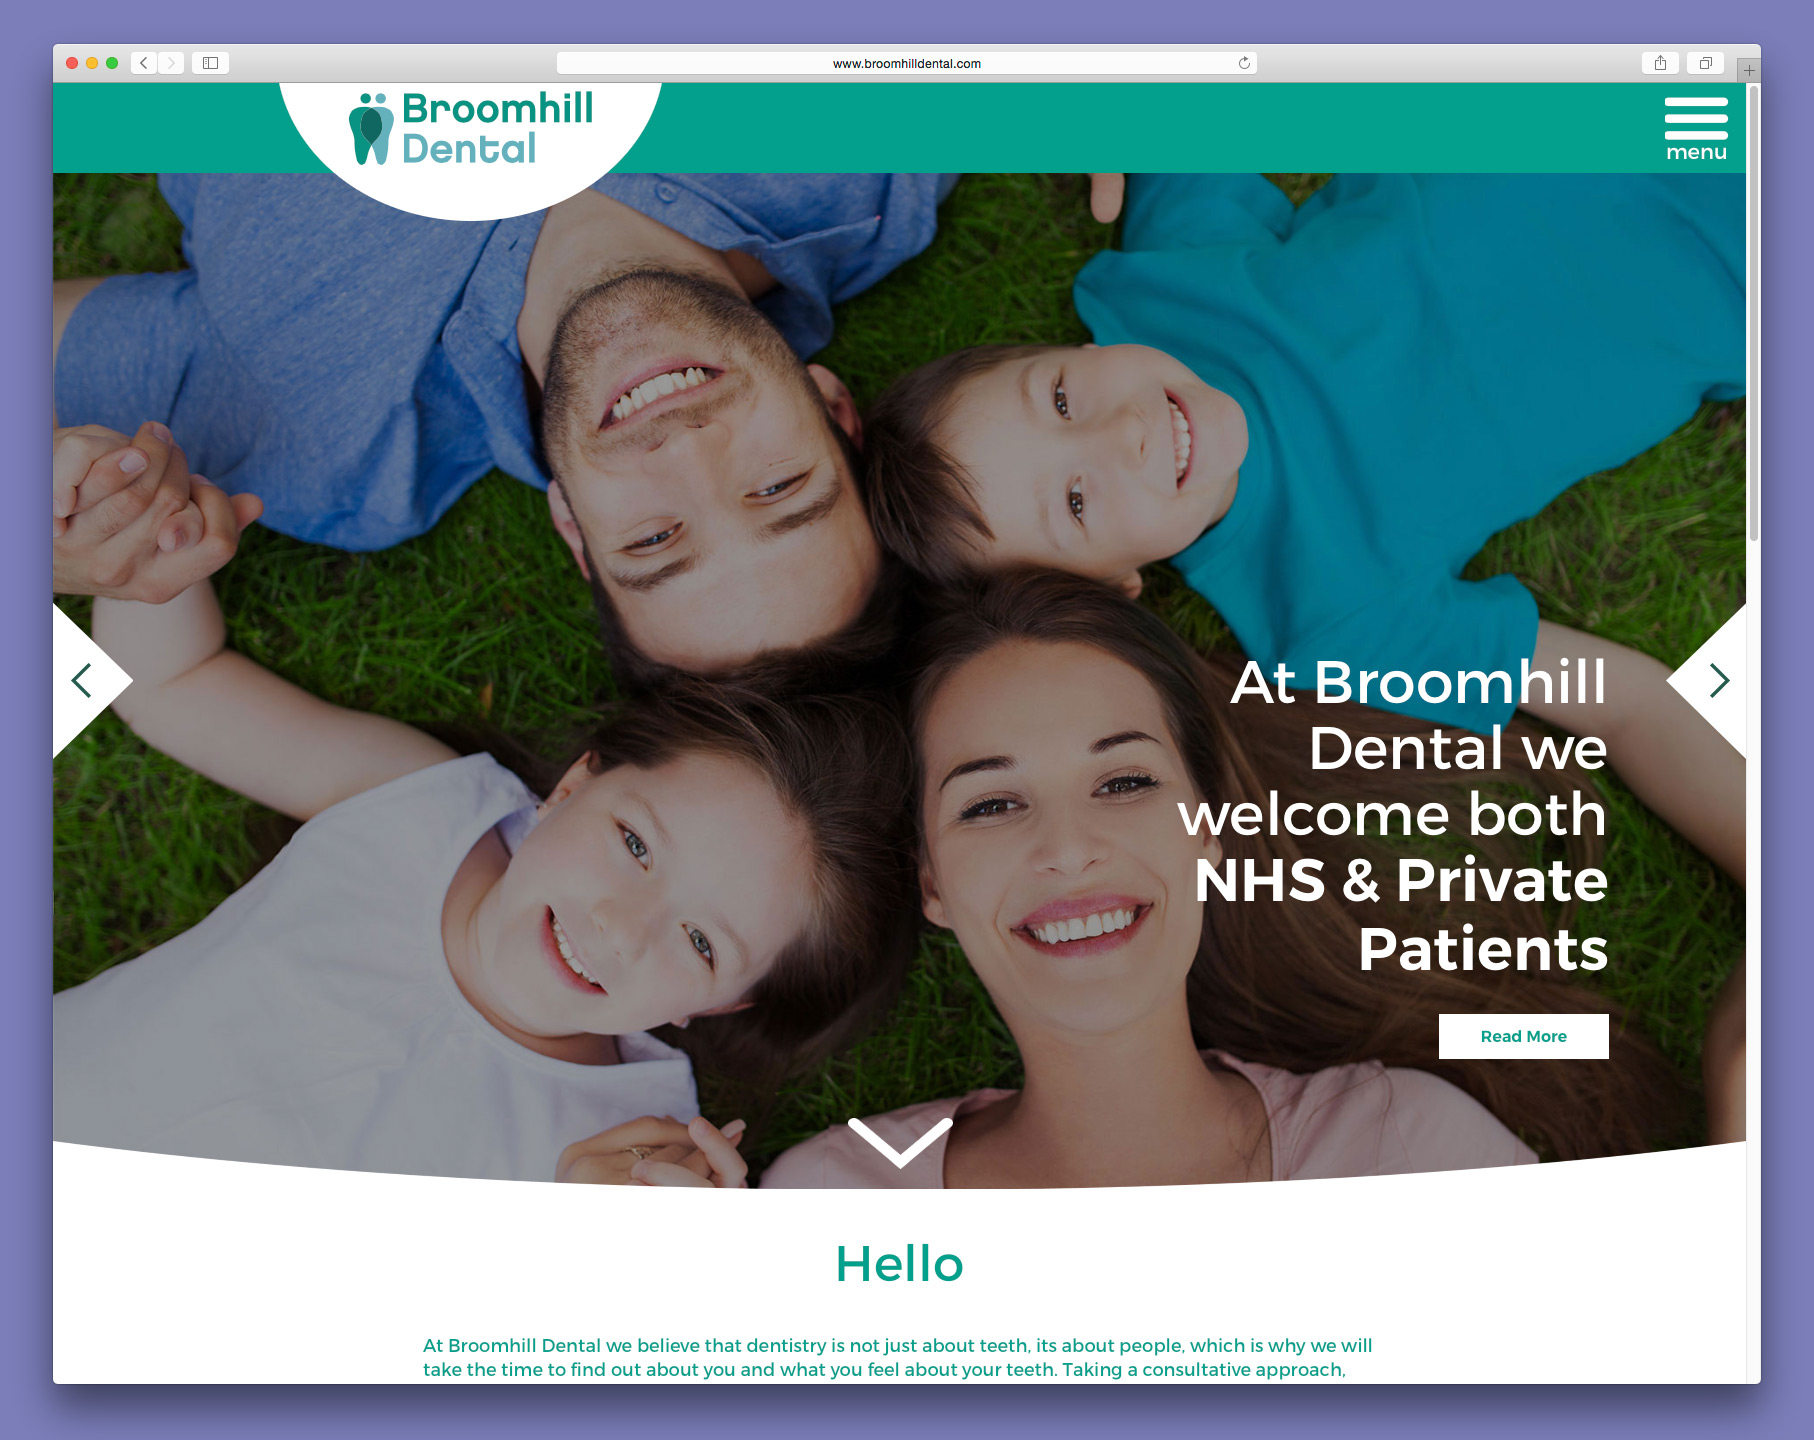 www.broomhilldental.com
Broomhill
Dental
menu
At Broomhill
Dental we
welcome both
NHS & Private
Patients
Read More
Hello
At Broomhill Dental we believe that dentistry is not just about teeth, its about people, which is why we will
take the time to find out about you and what you feel about your teeth. Taking a consultative approach,